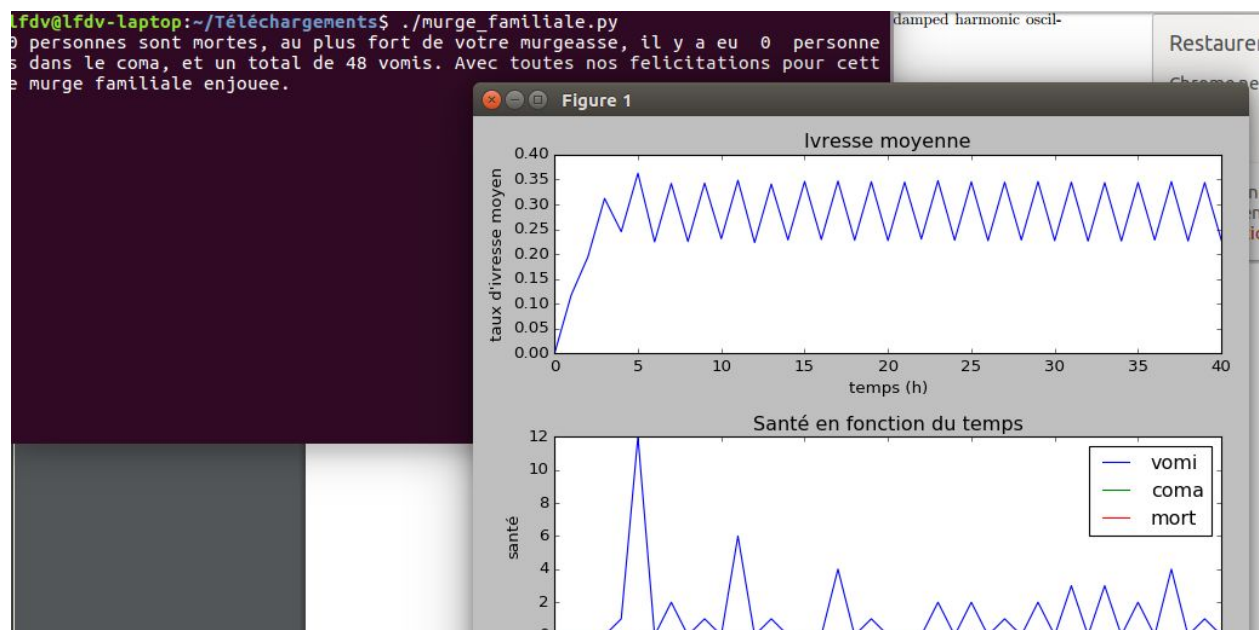 lfdv@lfdv-laptop:~/Téléchargements$ ./murge_familiale.py
0 personnes sont mortes, au plus fort de votre murgeasse, il y a eu 0 personne
s dans le coma, et un total de 48 vomis. Avec toutes nos felicitations pour cett
e murge familiale enjouee.
damped harmonic oscil-
Restaurer
Figure 1
Ivresse moyenne
0.40
0.35
0.30
0.25
0.20
0.15
0.10
0.05
0.00
taux d'ivresse moyen
0 5 10 15 20 25 30 35 40
temps (h)
Santé en fonction du temps
12
10
8
6
4
2
santé
vomi
coma
mort